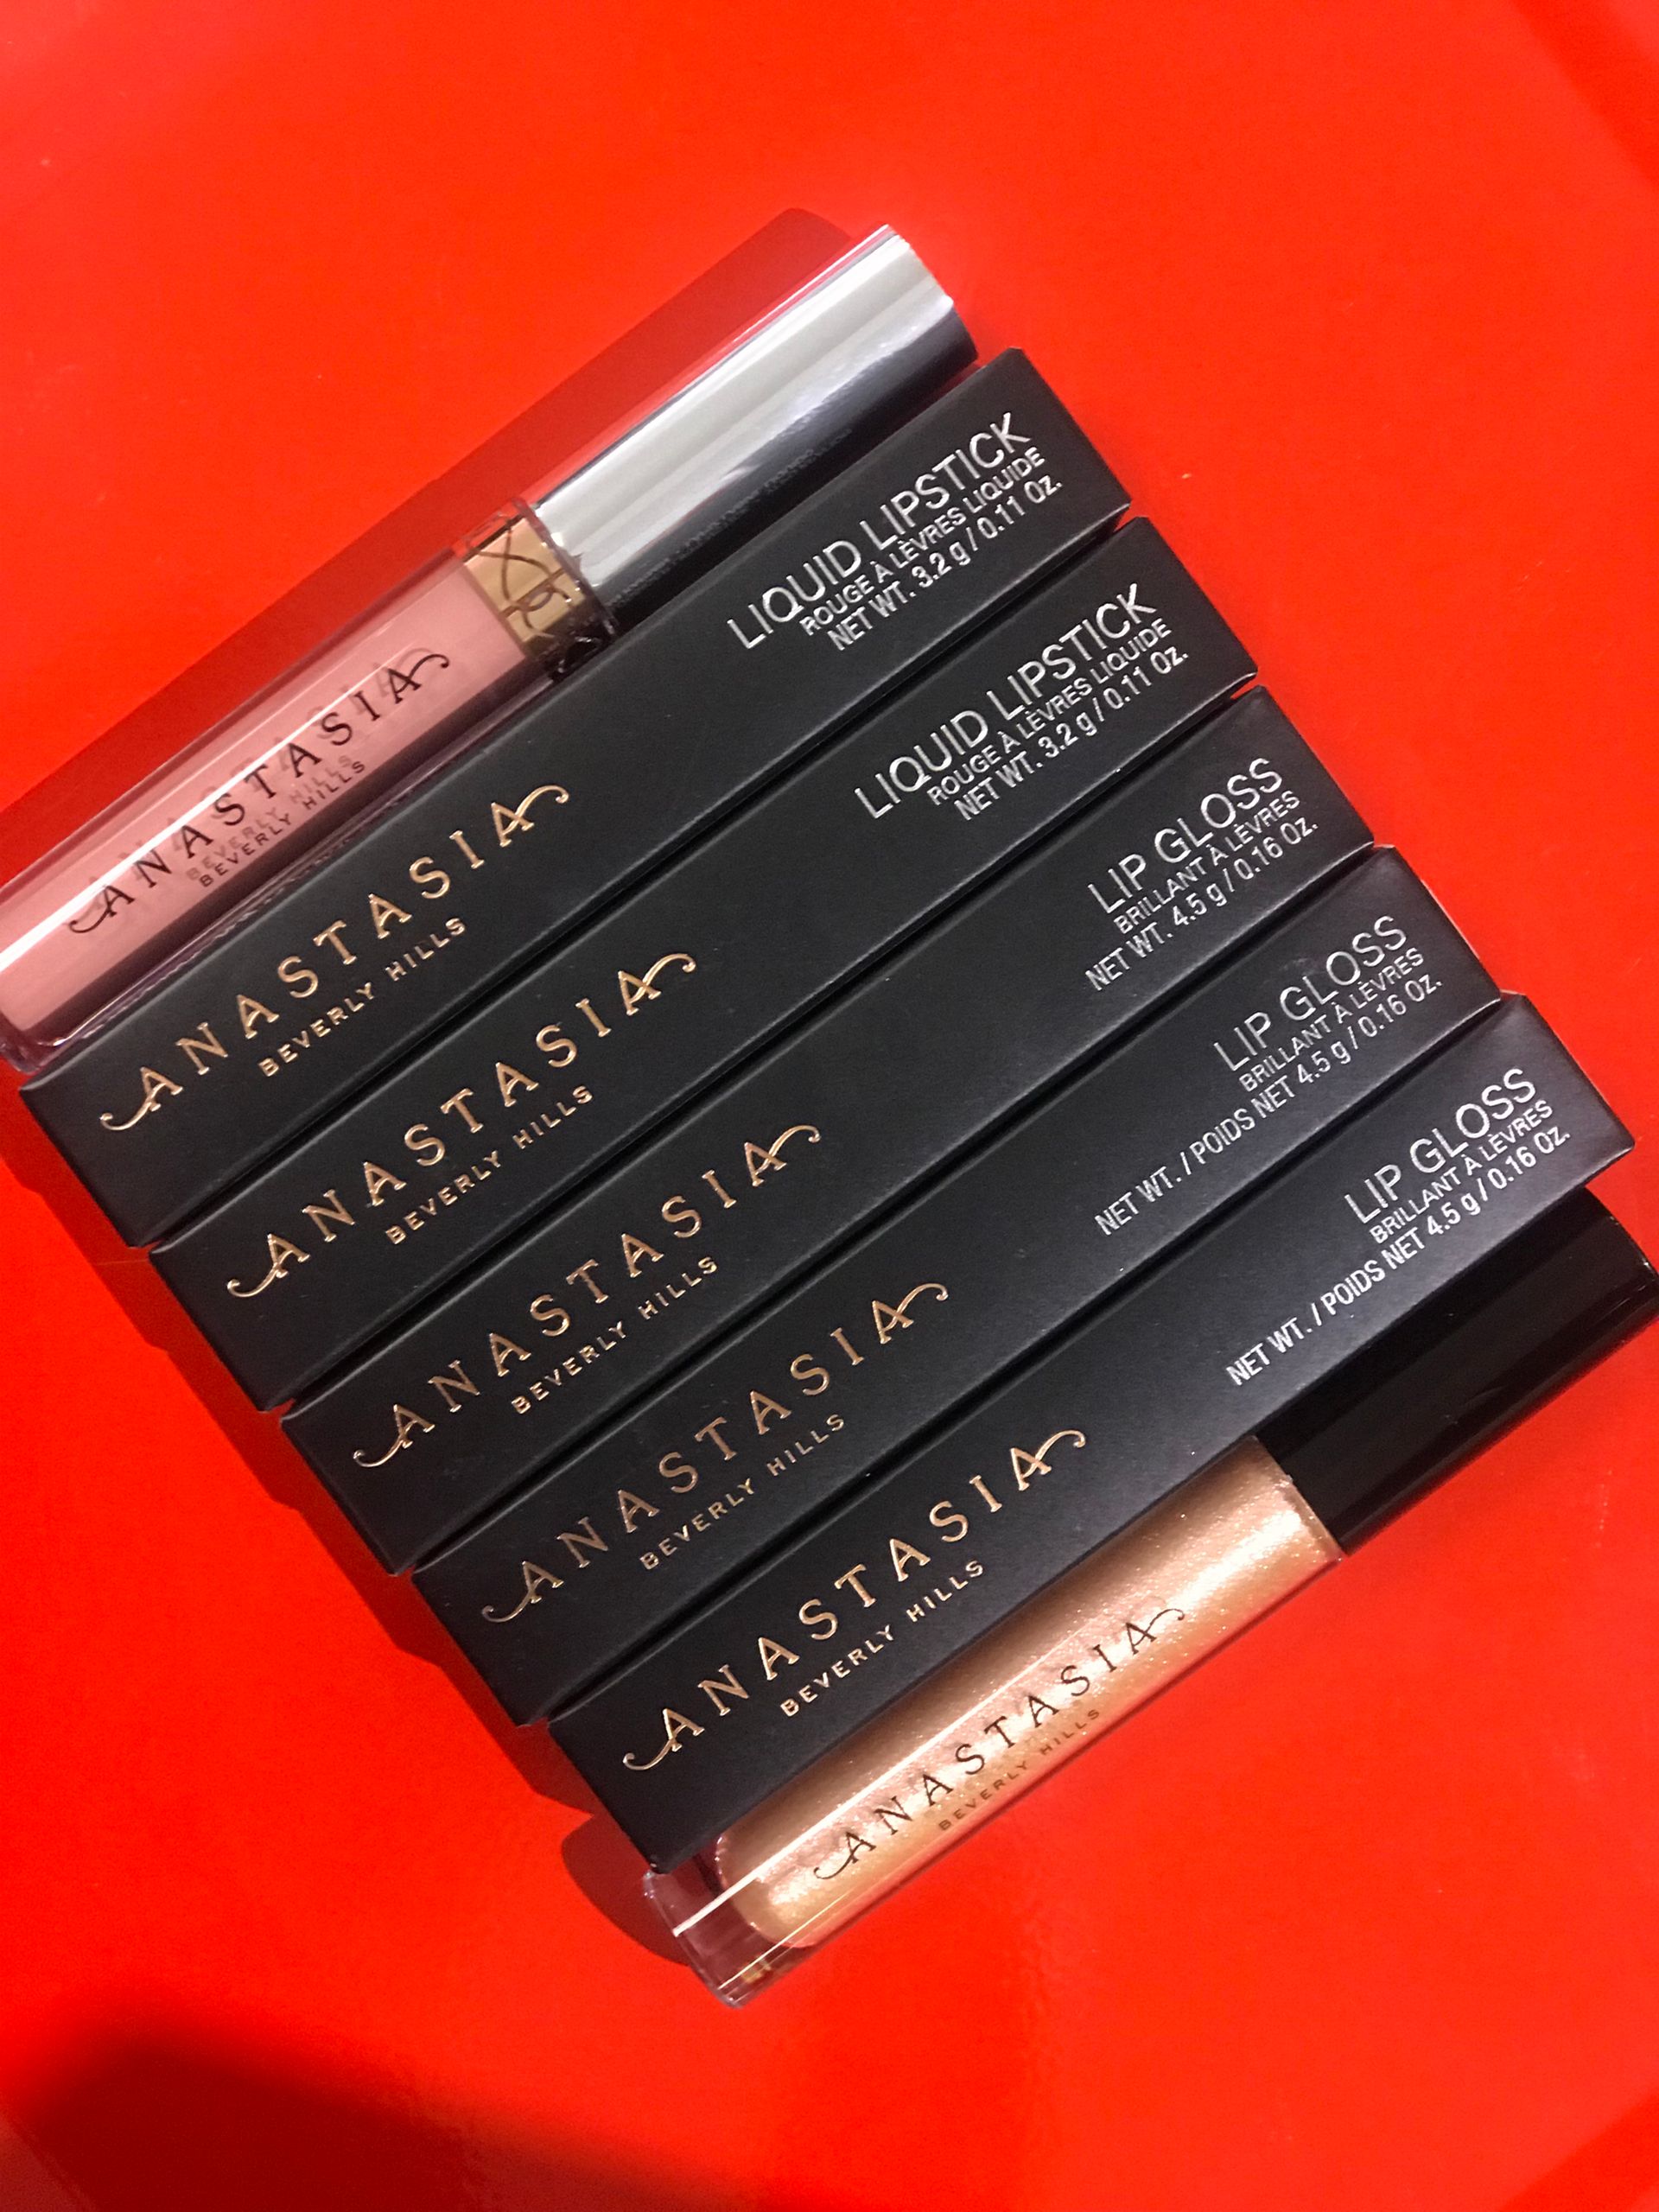 ANASTASIA
BEVERLY HILLS
ANASTASIA
BEVERLY HILLS
LIQUID LIPSTICK
ROUGE À LÈVRES LIQUIDE
NET WT. 3.2 g / 0.11 Oz.
ANASTASIA
BEVERLY HILLS
LIQUID LIPSTICK
ROUGE À LÈVRES LIQUIDE
NET WT. 3.2 g / 0.11 Oz.
ANASTASIA
BEVERLY HILLS
LIP GLOSS
BRILLANT À LÈVRES
NET WT. 4.5 g / 0.16 Oz.
ANASTASIA
BEVERLY HILLS
LIP GLOSS
BRILLANT À LÈVRES
NET WT. / POIDS NET 4.5 g / 0.16 Oz.
ANASTASIA
BEVERLY HILLS
LIP GLOSS
BRILLANT À LÈVRES
NET WT. / POIDS NET 4.5 g / 0.16 Oz.
ANASTASIA
BEVERLY HILLS